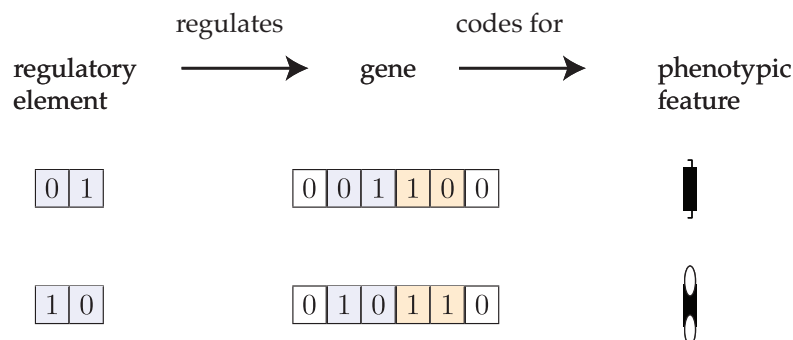 regulates codes for
regulatory element gene phenotypic feature
0 1 0 0 1 1 0 0
1 0 0 1 0 1 1 0